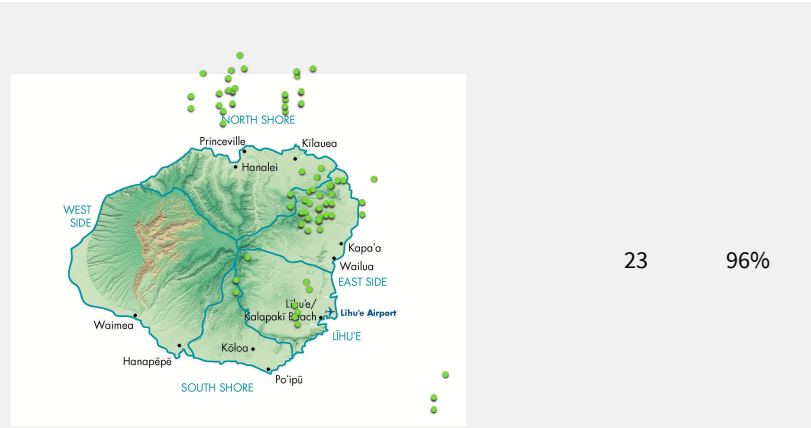 NORTH SHORE
Princeville
Kīlauea
Hanalei
WEST
SIDE
23
96%
Kapa'a
Wailua
EAST SIDE
Līhu'e/
Kalapakī Beach
Līhu'e Airport
Waimea
LĪHU'E
Kōloa
Hanapēpē
Po'ipū
SOUTH SHORE